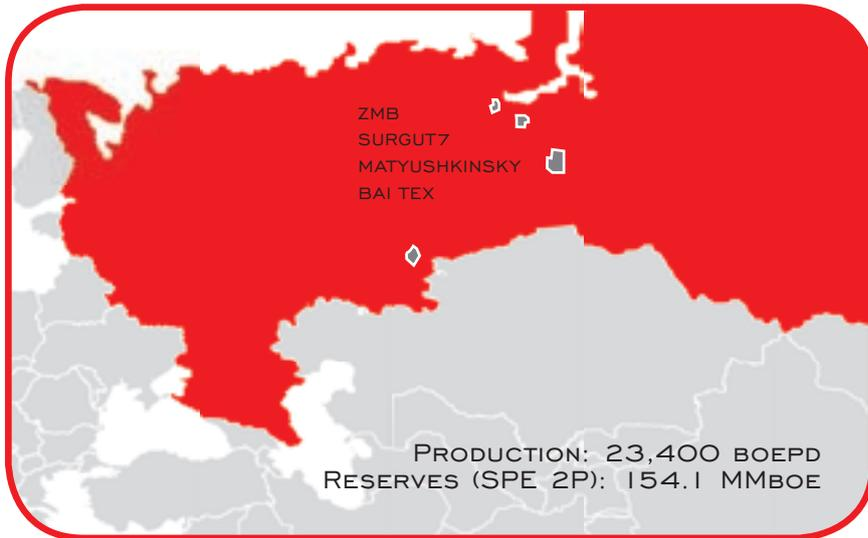 ZMB
SURGUT7
MATYUSHKINSKY
BAI TEX
PRODUCTION: 23,400 BOEPD
RESERVES (SPE 2P): 154.1 MMBOE